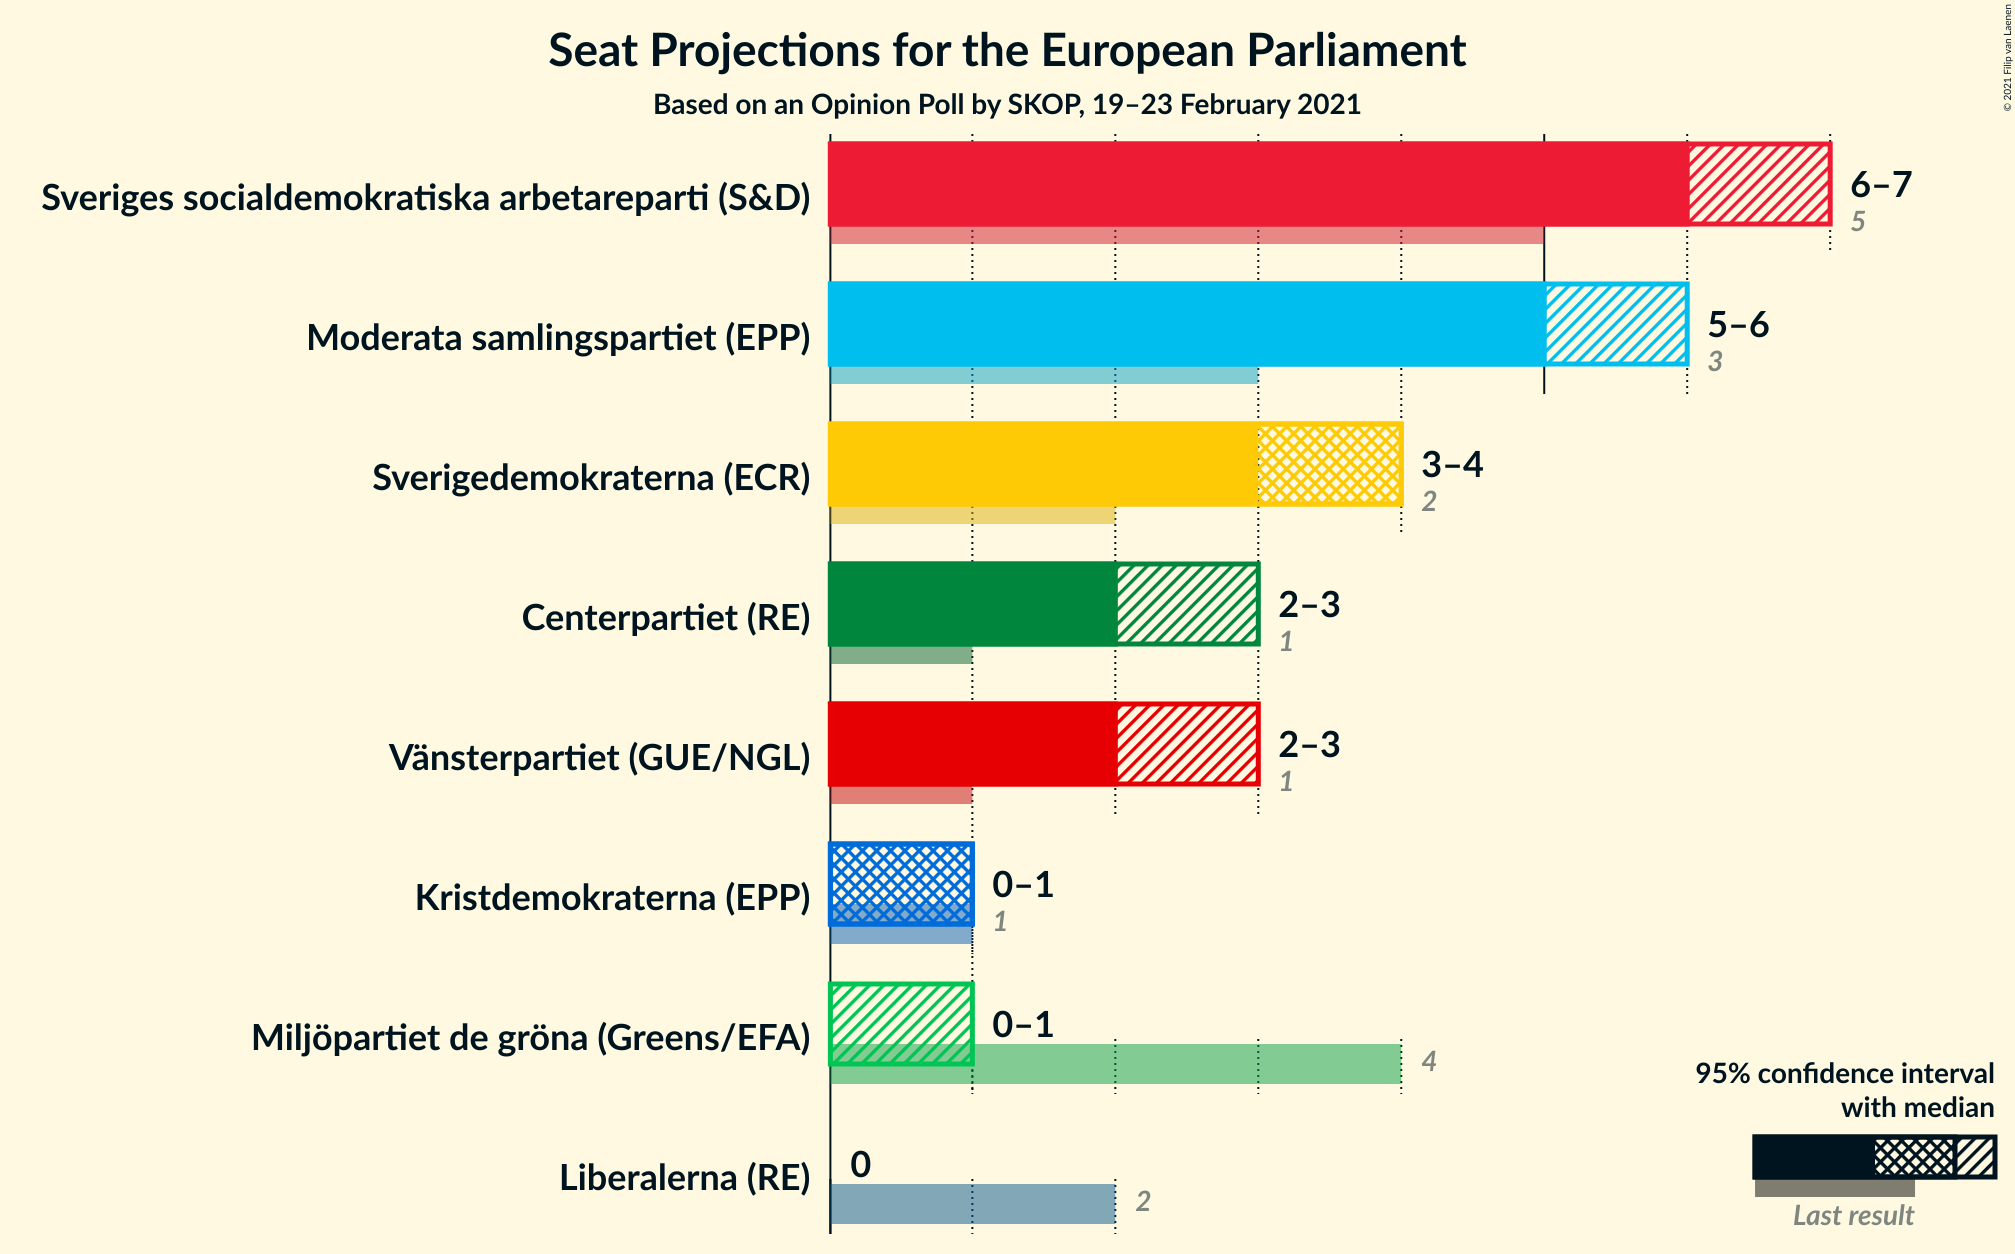 Seat Projections for the European Parliament
Based on an Opinion Poll by SKOP, 19–23 February 2021
© 2021 Filip van Laenen
Sveriges socialdemokratiska arbetareparti (S&D)
6–7
5
Moderata samlingspartiet (EPP)
5–6
3
Sverigedemokraterna (ECR)
3–4
2
Centerpartiet (RE)
2–3
1
Vänsterpartiet (GUE/NGL)
2–3
1
Kristdemokraterna (EPP)
0–1
1
Miljöpartiet de gröna (Greens/EFA)
0–1
4
Liberalerna (RE)
0
2
95% confidence interval
with median
Last result